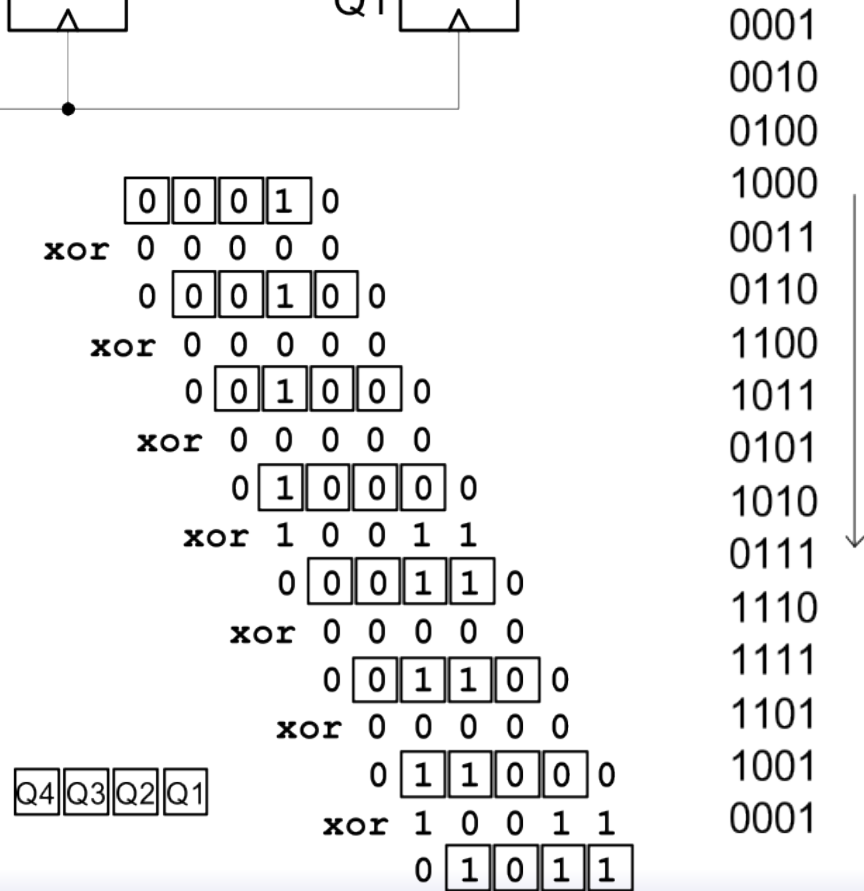 Q1
0 0 0 1 0
xor 0 0 0 0 0
0 0 0 1 0 0
xor 0 0 0 0 0
0 0 1 0 0 0
xor 0 0 0 0 0
0 1 0 0 0 0
xor 1 0 0 1 1
0 0 0 1 1 0
xor 0 0 0 0 0
0 0 1 1 0 0
xor 0 0 0 0 0
0 1 1 0 0 0
xor 1 0 0 1 1
0 1 0 1 1
Q4 Q3 Q2 Q1
0001
0010
0100
1000
0011
0110
1100
1011
0101
1010
0111
1110
1111
1101
1001
0001